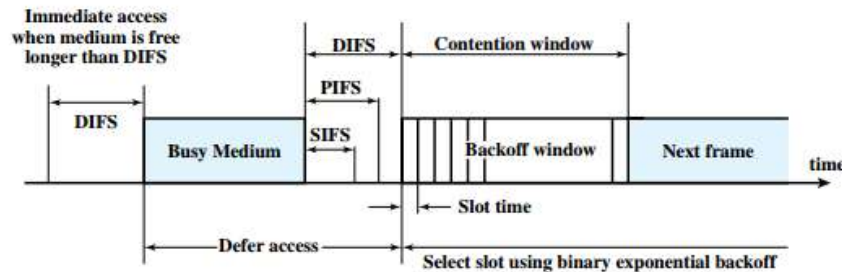 Immediate access
when medium is free
longer than DIFS
DIFS
Contention window
PIFS
DIFS
SIFS
Busy Medium
Backoff window
Next frame
time
Slot time
Defer access
Select slot using binary exponential backoff